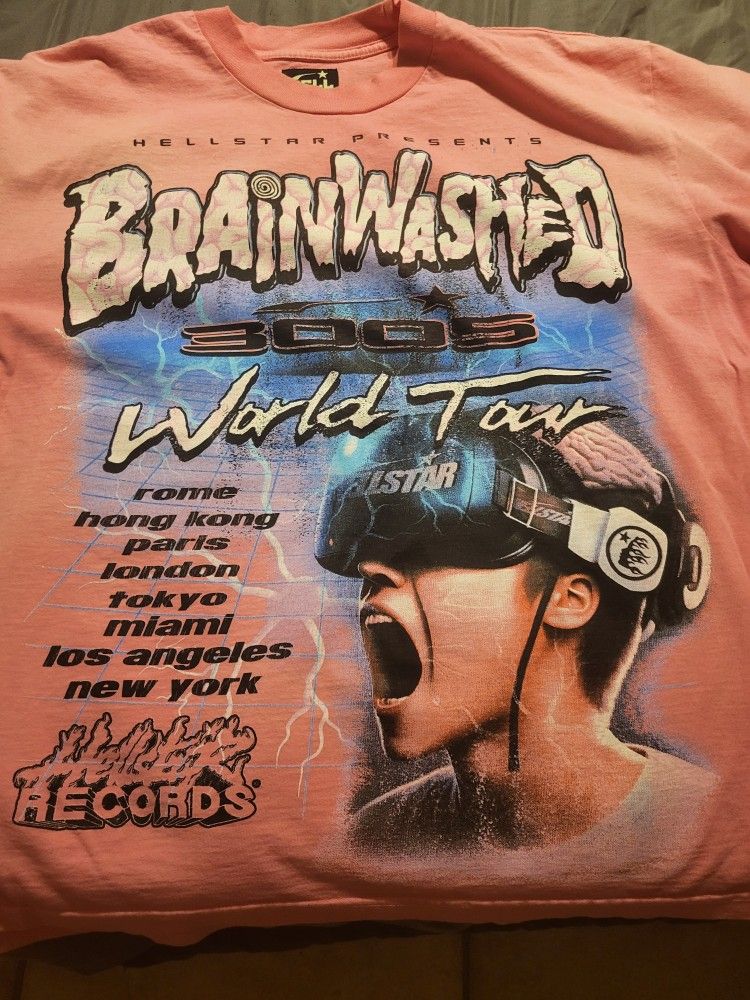 HELLSTAR PRESENTS
BRAINWASHED
3005
World Tour
rome
hong kong
paris
london
tokyo
miami
los angeles
new york
RECORDS